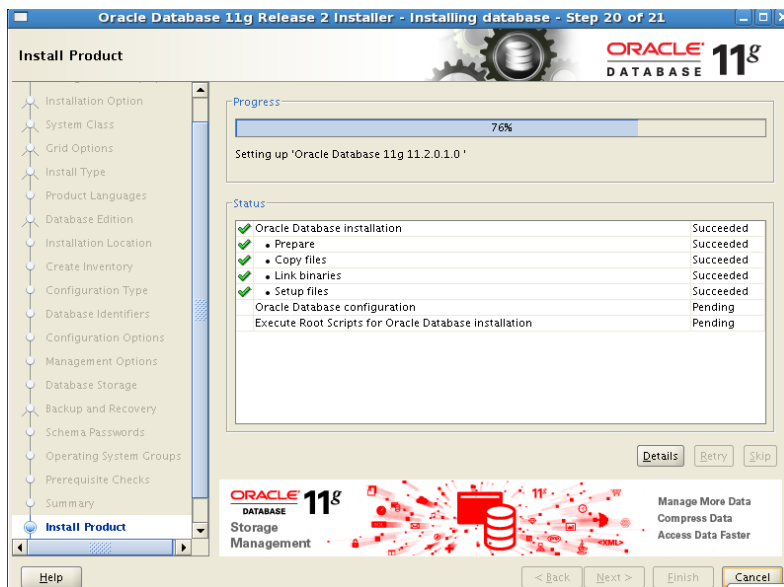 Oracle Database 11g Release 2 Installer - Installing database - Step 20 of 21
Install Product
ORACLE DATABASE 11g
Installation Option
System Class
Grid Options
Install Type
Product Languages
Database Edition
Installation Location
Create Inventory
Configuration Type
Database Identifiers
Configuration Options
Management Options
Database Storage
Backup and Recovery
Schema Passwords
Operating System Groups
Prerequisite Checks
Summary
Install Product
Progress
76%
Setting up 'Oracle Database 11g 11.2.0.1.0 '
Status
Oracle Database installation Succeeded
• Prepare Succeeded
• Copy files Succeeded
• Link binaries Succeeded
• Setup files Succeeded
Oracle Database configuration Pending
Execute Root Scripts for Oracle Database installation Pending
Details Retry Skip
ORACLE DATABASE 11g
Storage
Management
11g
<XML>
Manage More Data
Compress Data
Access Data Faster
Help < Back Next > Finish Cancel